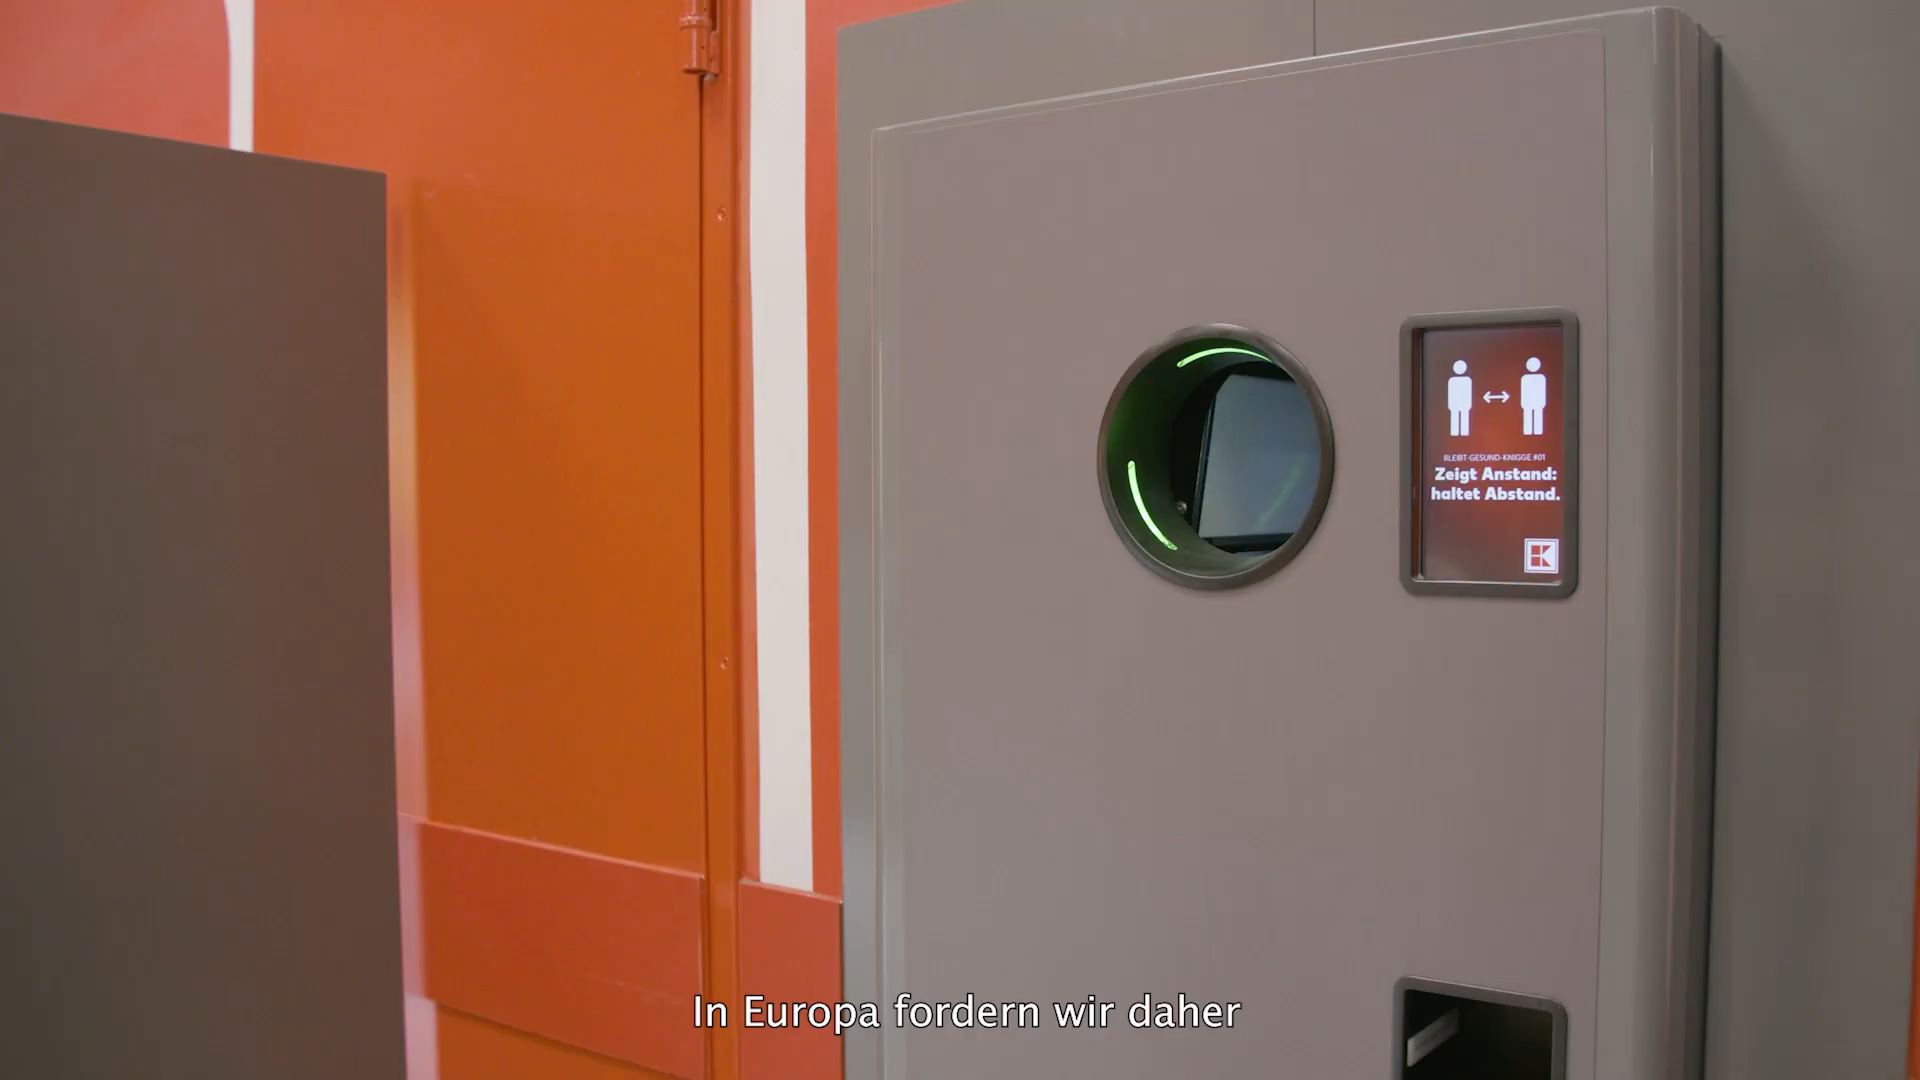 BLEIBT-GESUND-KNIGGE #01
Zeigt Anstand:
haltet Abstand.
K
In Europa fordern wir daher